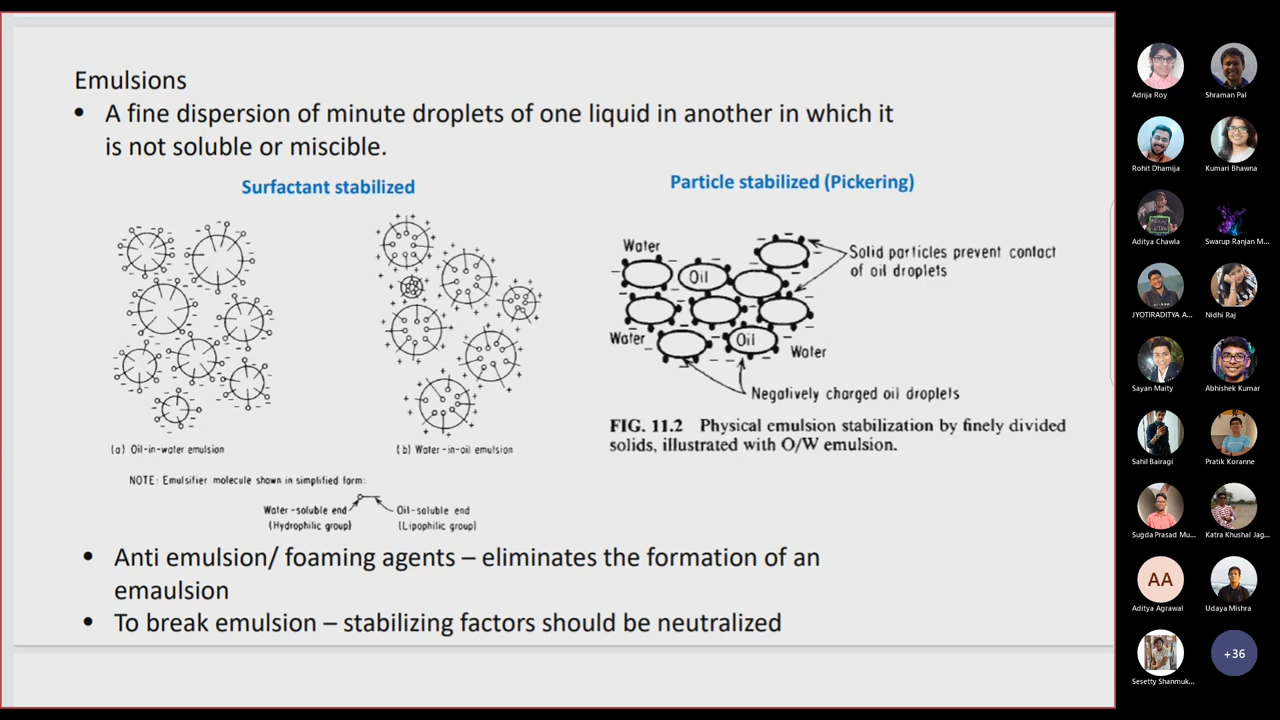 Emulsions
• A fine dispersion of minute droplets of one liquid in another in which it
is not soluble or miscible.
Surfactant stabilized
Particle stabilized (Pickering)
(a) Oil-in-water emulsion
(b) Water-in-oil emulsion
NOTE: Emulsifier molecule shown in simplified form:
Water-soluble end
(Hydrophilic group)
Oil-soluble end
(Lipophilic group)
Water
Oil
Solid particles prevent contact
of oil droplets
Water
Oil
Water
Negatively charged oil droplets
FIG. 11.2 Physical emulsion stabilization by finely divided
solids, illustrated with O/W emulsion.
• Anti emulsion/ foaming agents – eliminates the formation of an
emaulsion
• To break emulsion – stabilizing factors should be neutralized
Adrija Roy
Shraman Pal
Rohit Dhamija
Kumari Bhawna
Aditya Chawla
Swarup Ranjan M...
JYOTIRADITYA A...
Nidhi Raj
Sayan Maity
Abhishek Kumar
Sahil Bairagi
Pratik Koranne
Sugda Prasad Mu...
Katra Khushal Jag...
AA
Aditya Agrawal
Udaya Mishra
Sesetty Shanmuk...
+36